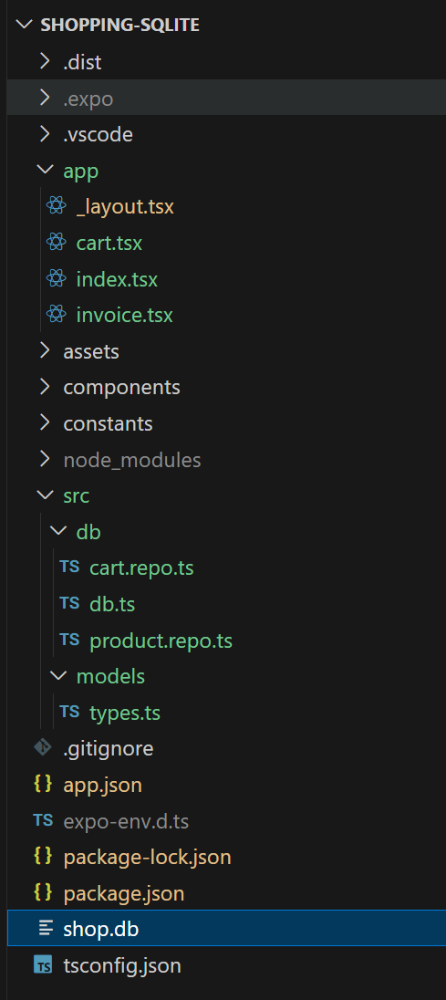 SHOPPING-SQLITE
.dist
.expo
.vscode
app
_layout.tsx
cart.tsx
index.tsx
invoice.tsx
assets
components
constants
node_modules
src
db
TS cart.repo.ts
TS db.ts
TS product.repo.ts
models
TS types.ts
.gitignore
{ } app.json
TS expo-env.d.ts
{ } package-lock.json
{ } package.json
shop.db
TS tsconfig.json